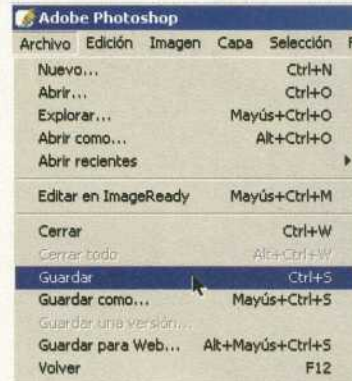 Adobe Photoshop
Archivo Edición Imagen Capa Selección F
Nuevo... Ctrl+N
Abrir... Ctrl+O
Explorar... Mayús+Ctrl+O
Abrir como... Alt+Ctrl+O
Abrir recientes
Editar en ImageReady Mayús+Ctrl+M
Cerrar Ctrl+W
Cerrar todo Alt+Ctrl+W
Guardar Ctrl+S
Guardar como... Mayús+Ctrl+S
Guardar una versión...
Guardar para Web... Alt+Mayús+Ctrl+S
Volver F12